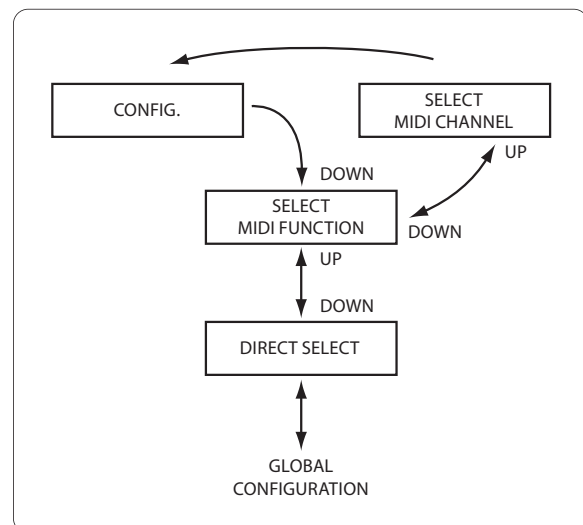 CONFIG.
SELECT
MIDI CHANNEL
UP
DOWN
SELECT
MIDI FUNCTION
DOWN
UP
DOWN
DIRECT SELECT
GLOBAL
CONFIGURATION